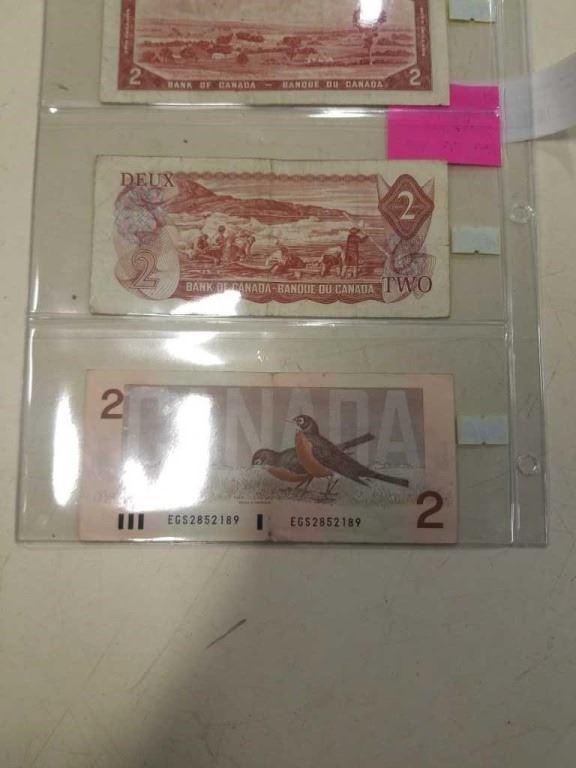 2 BANK OF CANADA – BANQUE DU CANADA 2
DEUX
2
2
BANK OF CANADA-BANQUE DU CANADA
TWO
2
CANADA
EGS2852189 EGS2852189
2